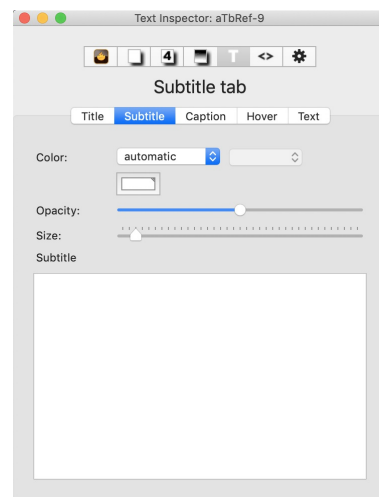 Text Inspector: aTbRef-9
4 T <>
Subtitle tab
Title Subtitle Caption Hover Text
Color: automatic
Opacity:
Size:
Subtitle